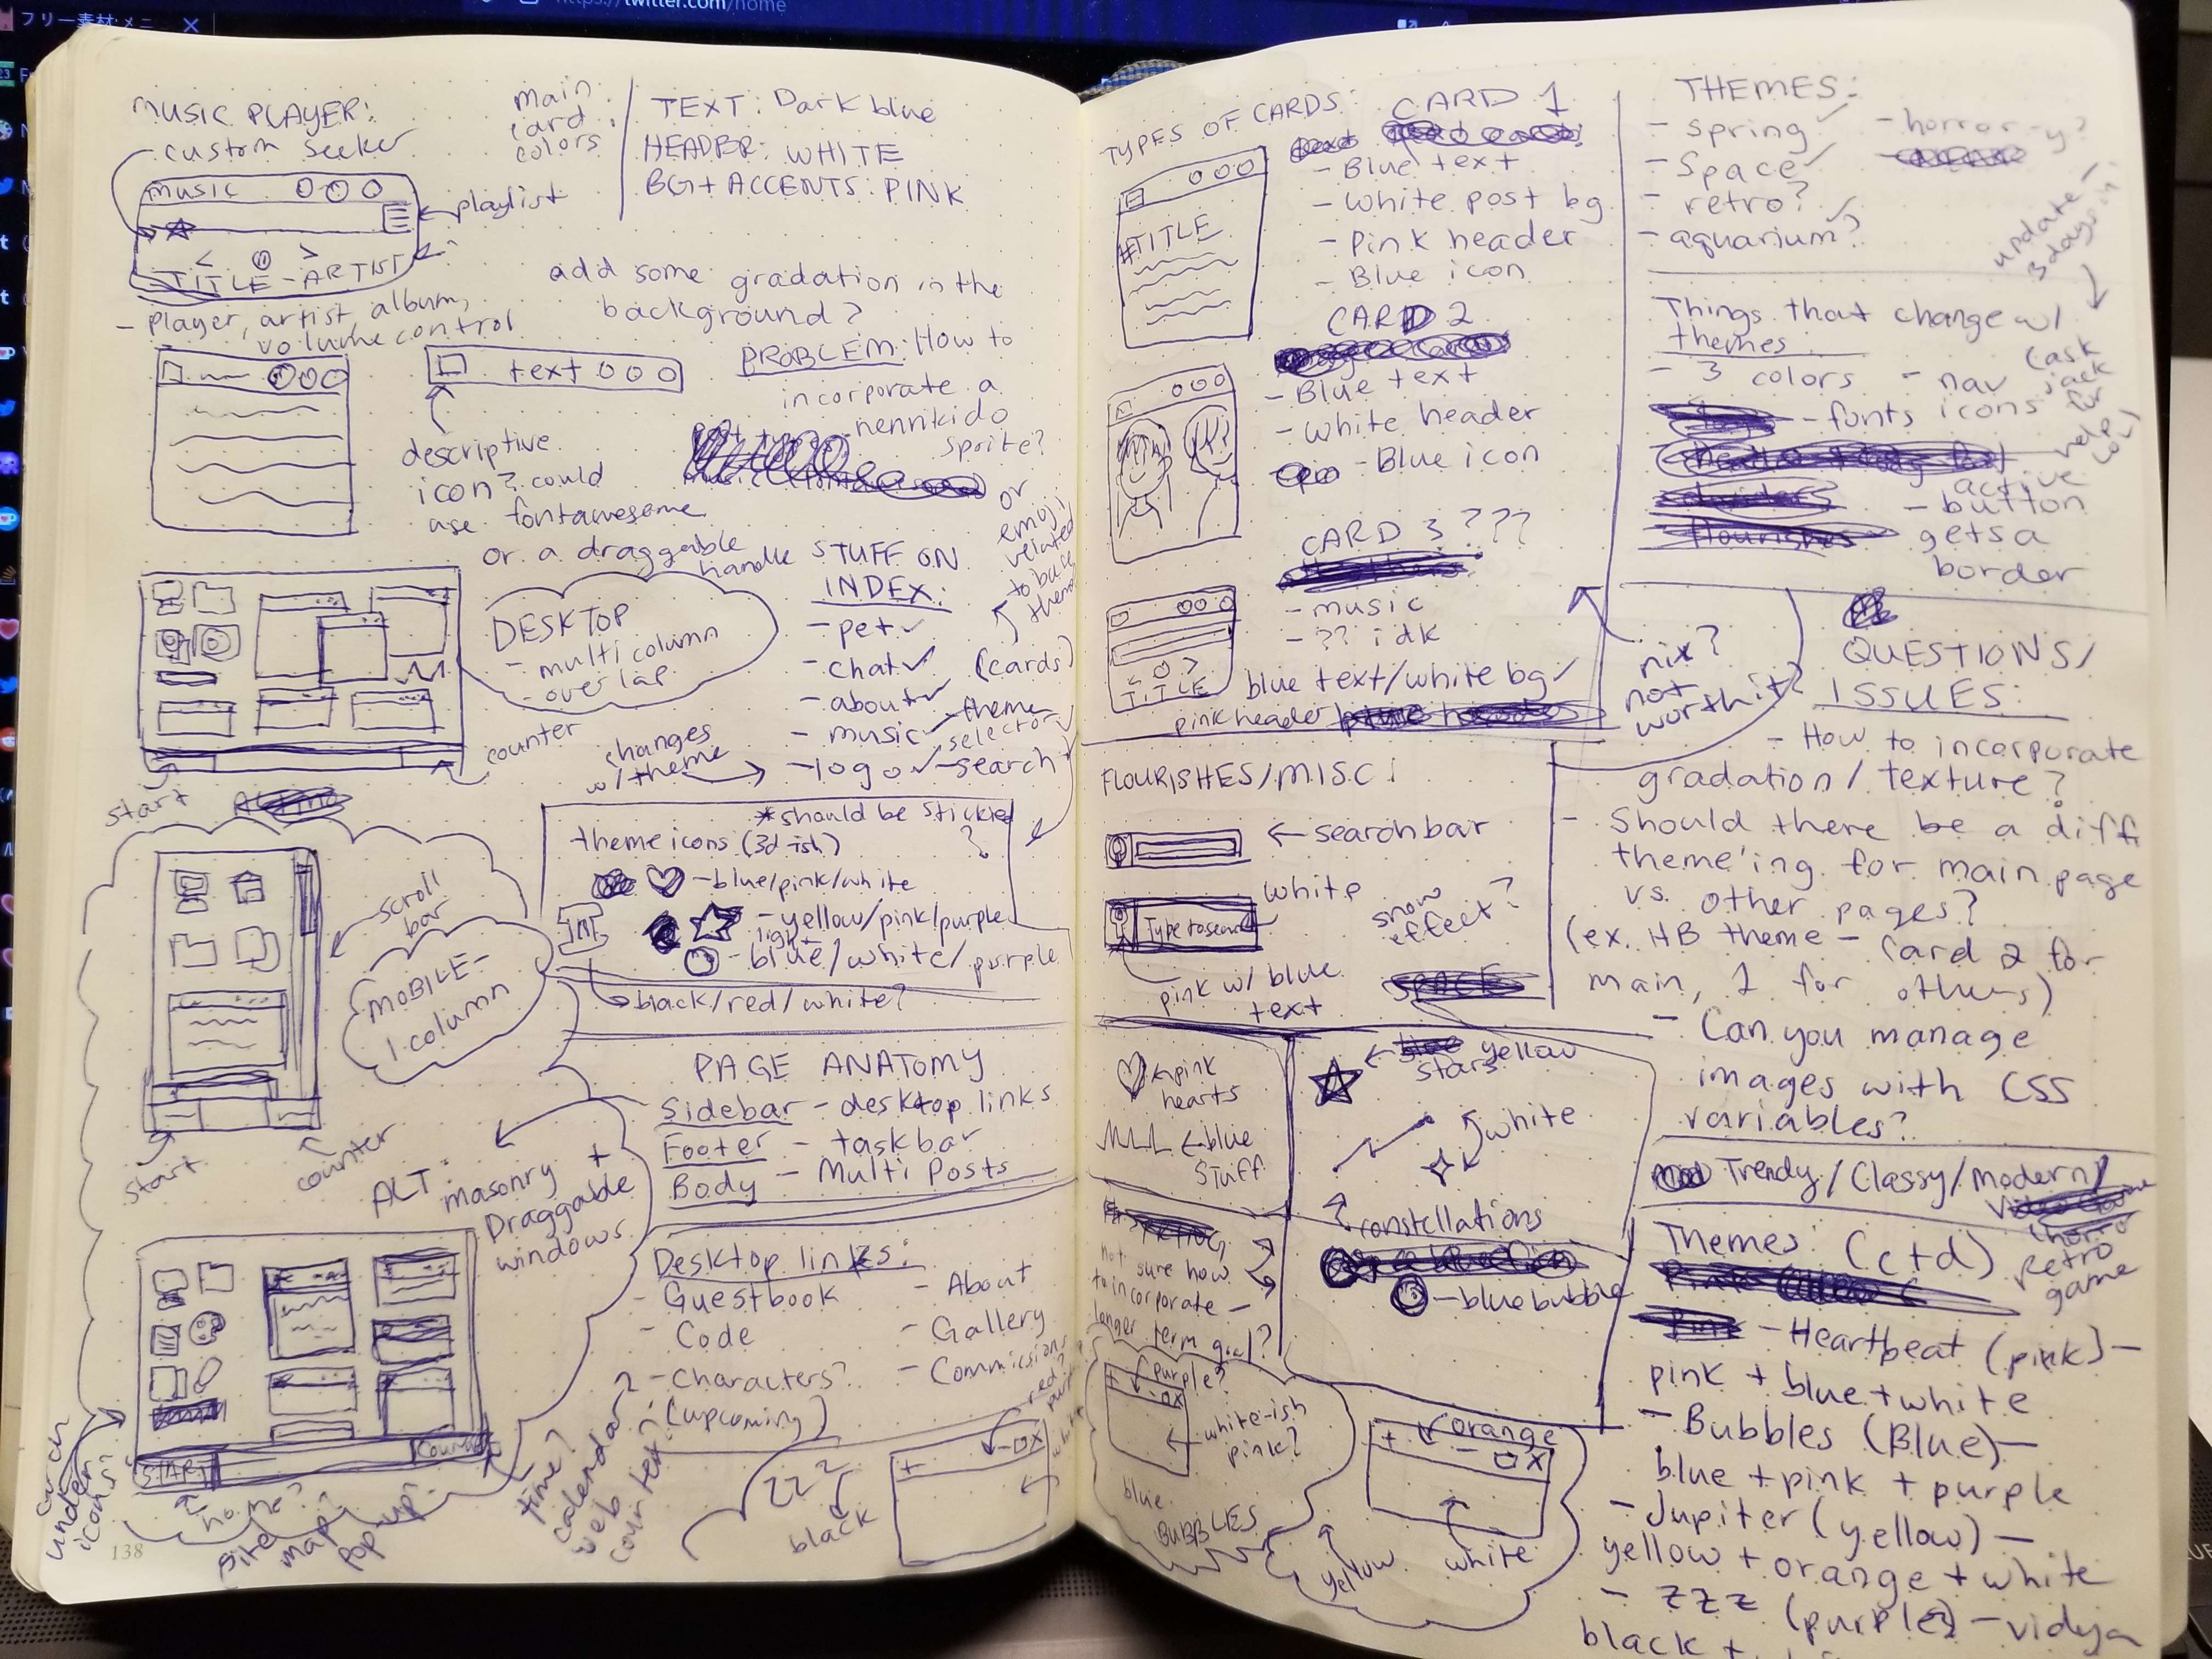 フリー素材:メニ
https://twitter.com/home
MUSIC PLAYER:
- custom seeker
music
playlist
?
< >
TITLE - ARTIST
- player, artist, album,
volume control
main
card
colors:
TEXT: Dark blue
HEADER: WHITE
BG + ACCENTS: PINK
add some gradation in the
background?
text
descriptive
icon? could
use fontawesome
or a draggable
handle
PROBLEM: How to
incorporate a
nennkido
sprite?
or
emoji
related
to base
theme
DESKTOP
- multi column
overlap
counter
start
STUFF ON
INDEX:
- pet ✓
- chat ✓
(cards)
- about ✓
- music ✓
- theme
selector ✓
- logo ✓
- search
changes
w/ theme
*should be stickied
?
theme icons (3d-ish)
♡ - blue/pink/white
☆ - yellow/pink/purple
light
blue/white/purple
black/red/white?
scroll
bar
MOBILE -
1 column
start
counter
PAGE ANATOMY
Sidebar - desktop links
Footer - taskbar
Body - Multi Posts
ALT:
masonry +
Draggable
windows
START
counter
search
under
icons?
home?
site
map?
pop-up?
time?
calendar?
web
counter?
Desktop links:
- Guestbook
- Code
- Characters?
(upcoming)
- About
- Gallery
- Commissions
ZZZ
black
red?
+ - □ X
138
TYPES OF CARDS:
#TITLE
CARD 1
- Blue text
- White post bg
- Pink header
- Blue icon
CARD 2
- Blue text
- White header
- Blue icon
CARD 3 ???
- music
- ?? idk
TITLE
blue text/white bg ✓
pink header
nix?
not
worth it?
THEMES:
- spring ✓
- Space ✓
- retro?
- aquarium? ✓
- horror-y?
update -
3 days in
Things that change w/
themes
- 3 colors
- nav
icons
(ask
jack
for
help
lol)
- fonts
active
- button
gets a
border
QUESTIONS/
ISSUES:
- How to incorporate
gradation/texture?
- Should there be a diff
theme'ing for main page
vs. other pages?
(ex. HB theme - Card 2 for
main, 1 for others)
- Can you manage
images with CSS
variables?
FLOURISHES/MISC:
← searchbar
white
Type to search
pink w/ blue
text
snow
effect?
♡ ← pink
hearts
← blue
stuff
yellow
stars
white
constellations
- blue bubble
not sure how
to incorporate -
longer term goal?
purple?
white-ish
pink?
blue
BUBBLES
orange
+ - □ X
yellow
white
Trendy/Classy/Modern/
retro
game
Themes: (ctd)
- Heartbeat (pink) -
pink + blue + white
- Bubbles (Blue) -
blue + pink + purple
- Jupiter (yellow) -
yellow + orange + white
- ZZZ (purple?) - vidya
black +